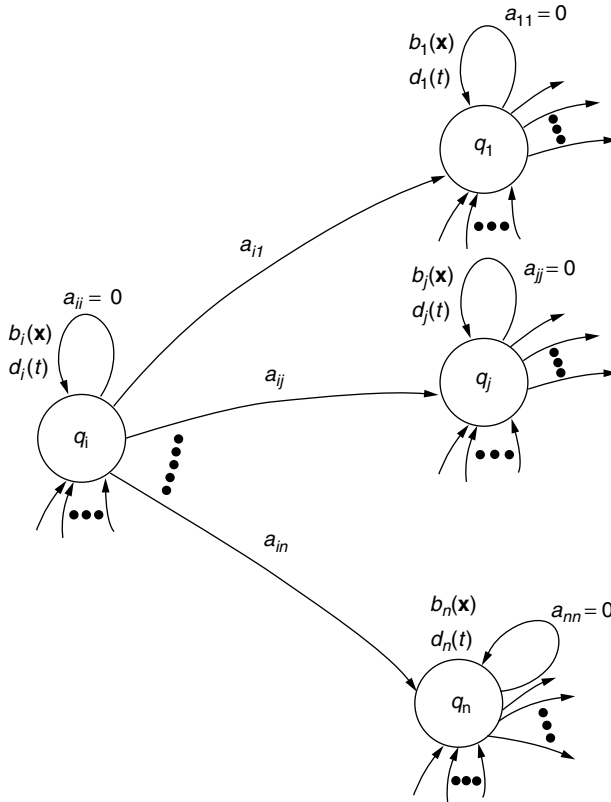 a₁₁ = 0
b₁(x)
d₁(t)
q₁
aᵢ₁
bⱼ(x)
aⱼⱼ = 0
dⱼ(t)
qⱼ
aᵢᵢ = 0
bᵢ(x)
dᵢ(t)
aᵢⱼ
qᵢ
aᵢₙ
bₙ(x)
aₙₙ = 0
dₙ(t)
qₙ